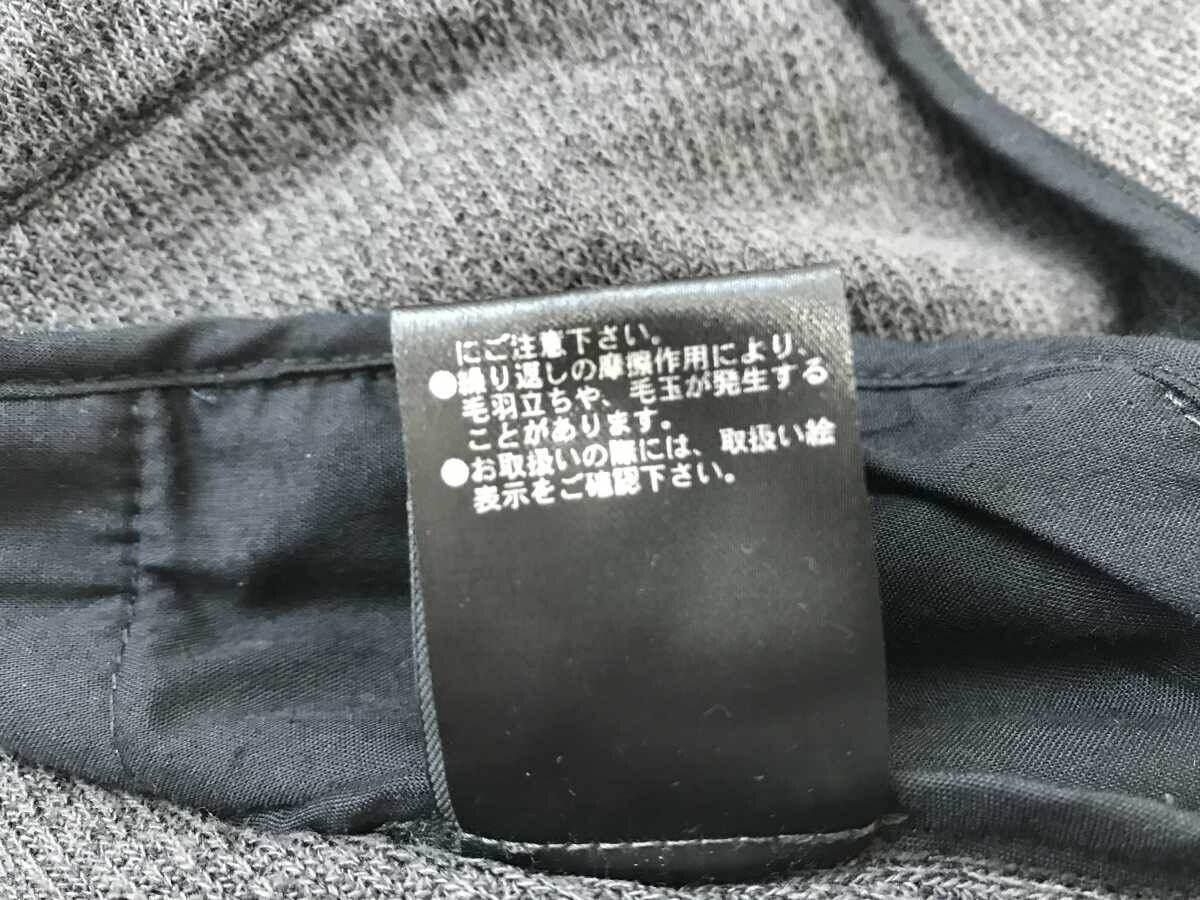 にご注意下さい。
●繰り返しの摩擦作用により、
毛羽立ちや、毛玉が発生する
ことがあります。
●お取扱いの際には、取扱い絵
表示をご確認下さい。